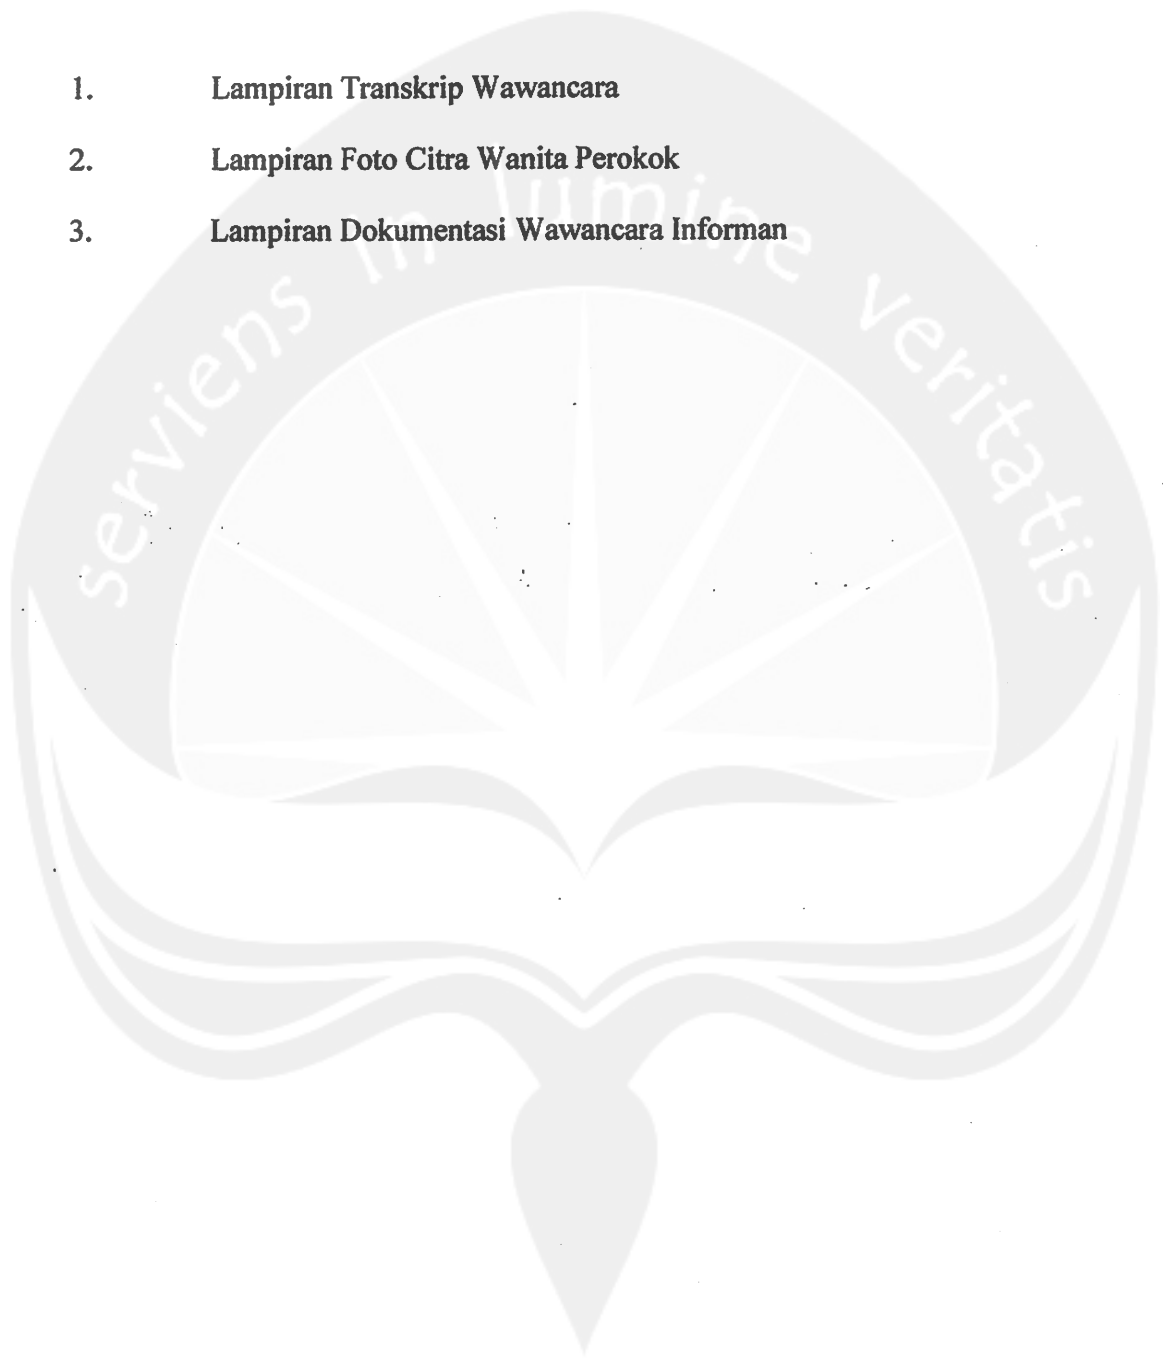 1. Lampiran Transkrip Wawancara
2. Lampiran Foto Citra Wanita Perokok
3. Lampiran Dokumentasi Wawancara Informan
serviens in lumine veritatis